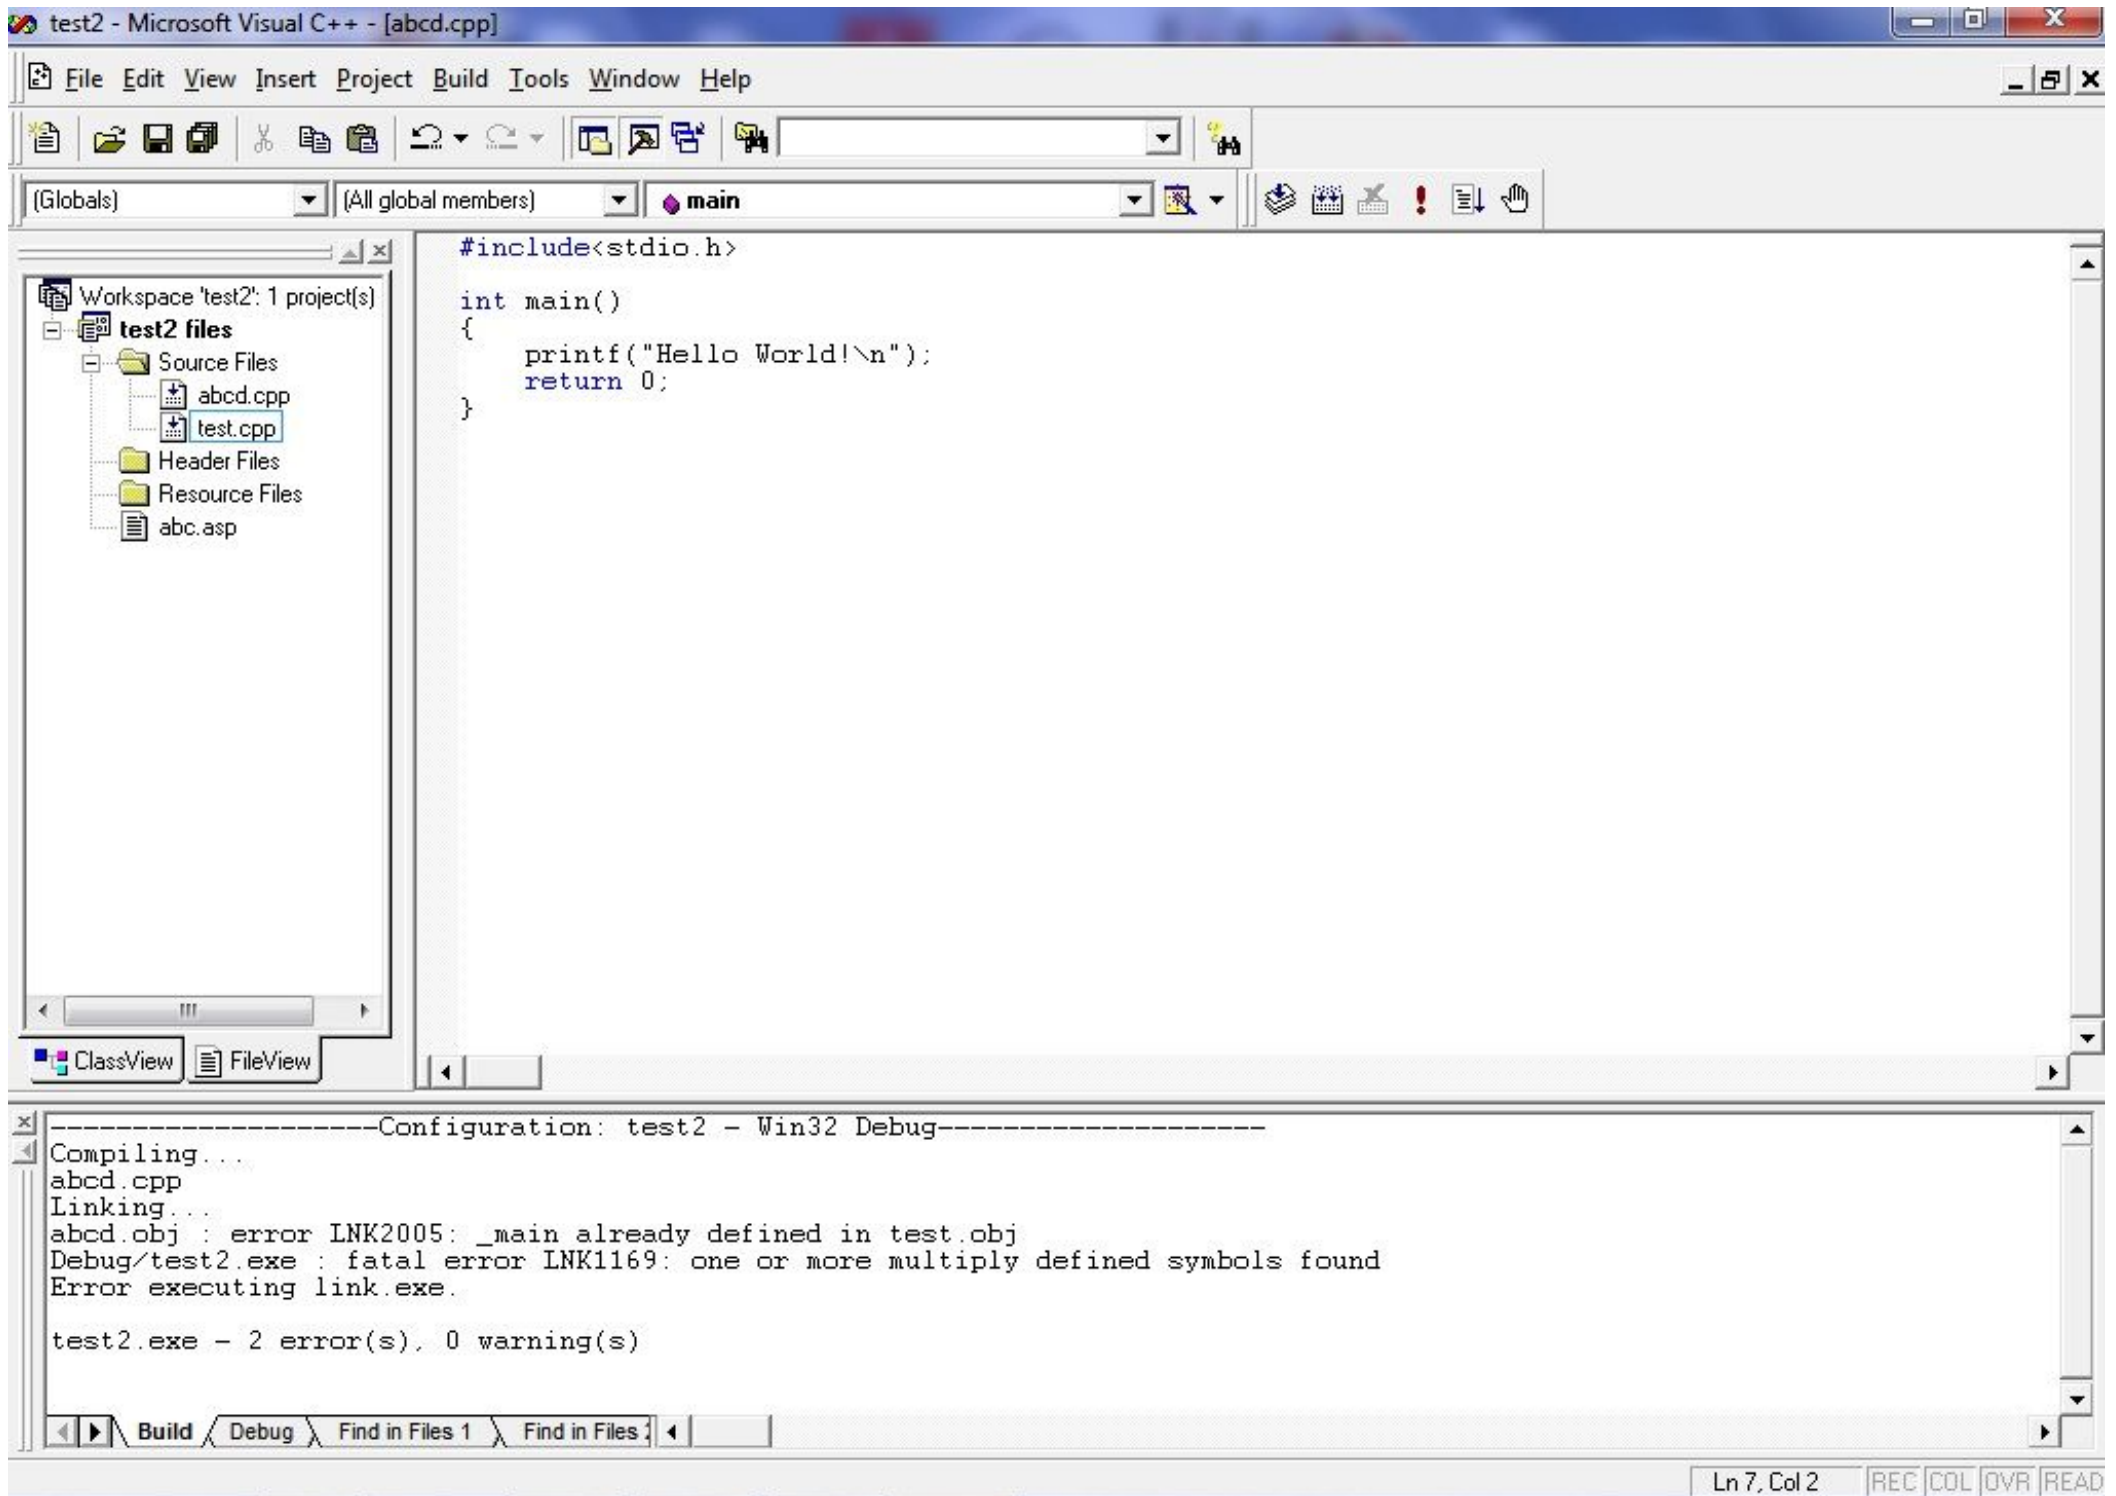 test2 - Microsoft Visual C++ - [abcd.cpp]
File Edit View Insert Project Build Tools Window Help
(Globals) (All global members) main
Workspace 'test2': 1 project(s)
test2 files
Source Files
abcd.cpp
test.cpp
Header Files
Resource Files
abc.asp
ClassView FileView
#include<stdio.h>
int main()
{
printf("Hello World!\n");
return 0;
}
--------------------Configuration: test2 - Win32 Debug--------------------
Compiling...
abcd.cpp
Linking...
abcd.obj : error LNK2005: _main already defined in test.obj
Debug/test2.exe : fatal error LNK1169: one or more multiply defined symbols found
Error executing link.exe.
test2.exe - 2 error(s), 0 warning(s)
Build Debug Find in Files 1 Find in Files
Ln 7, Col 2 REC COL OVR READ